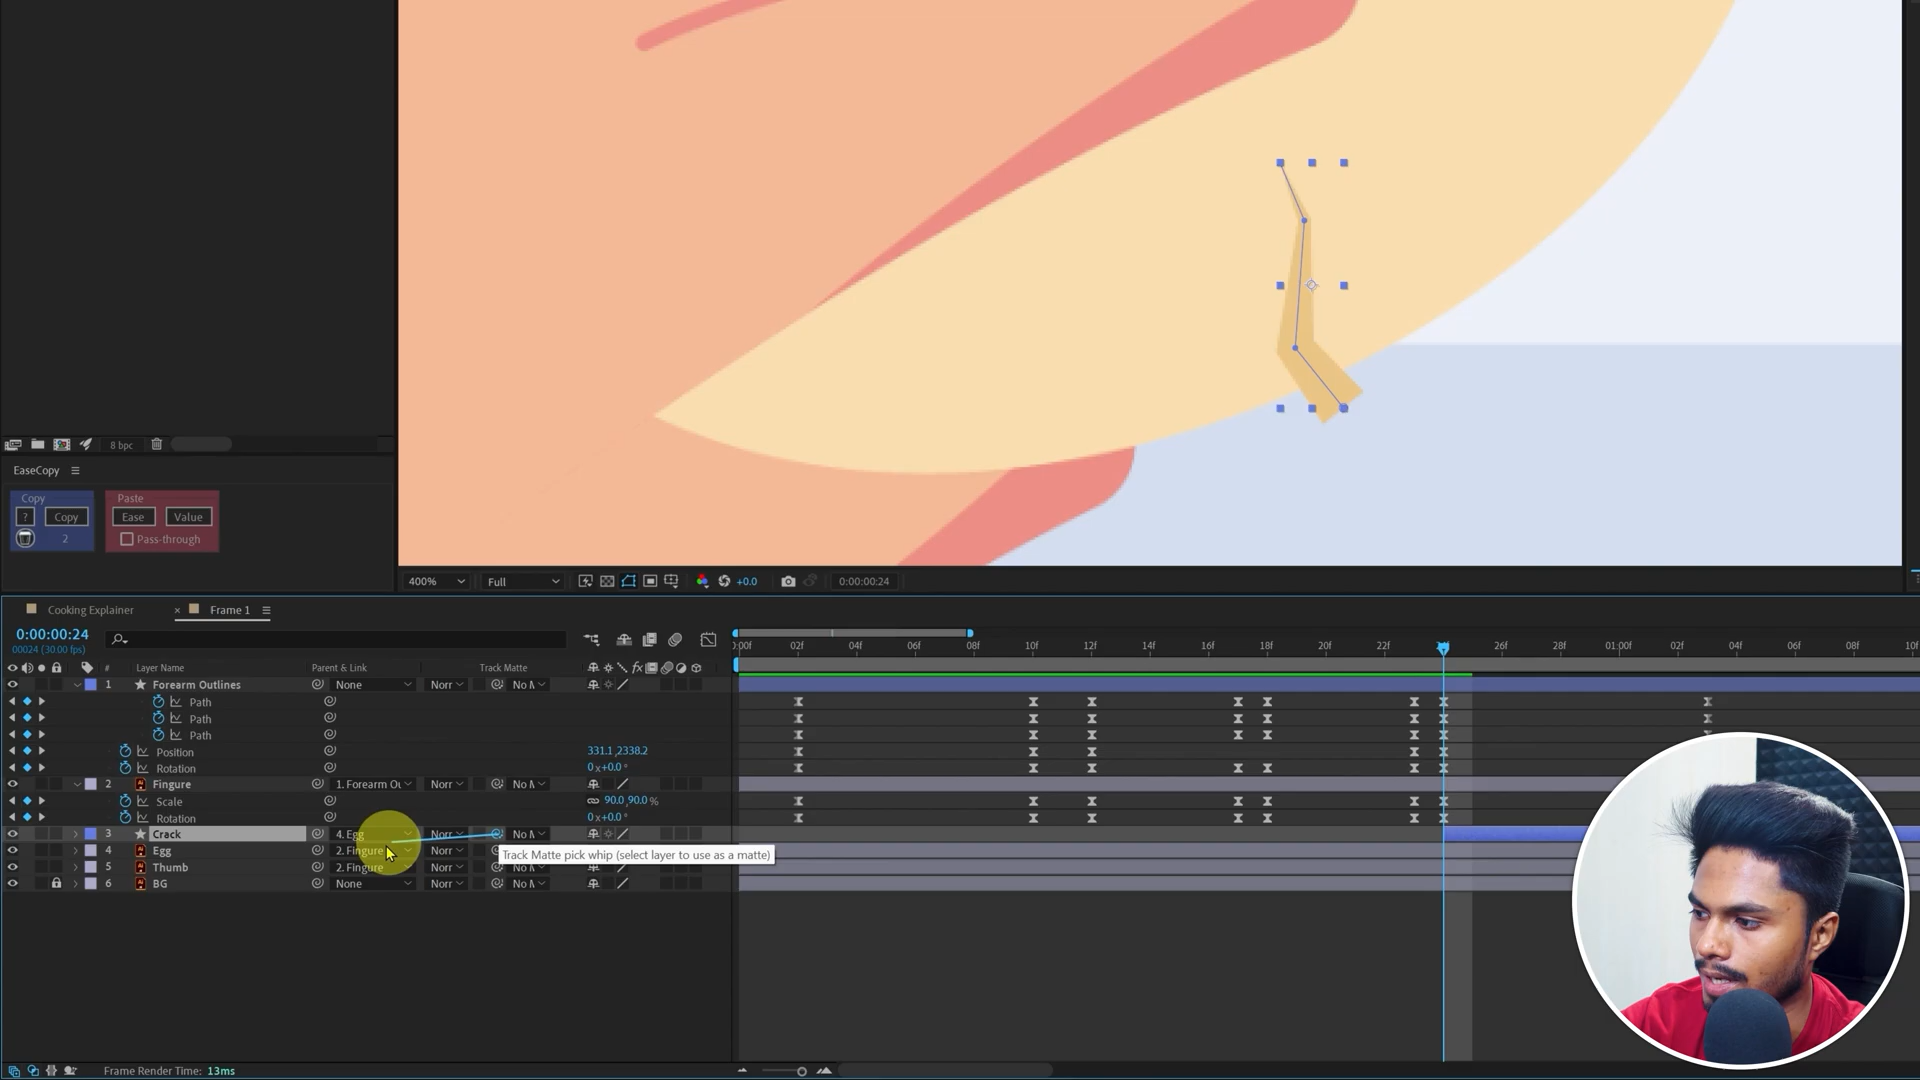 8 bpc
EaseCopy
Copy
Paste
?
Copy
Ease
Value
2
Pass-through
400%
Full
+0.0
0:00:00:24
Cooking Explainer
Frame 1
0:00:00:24
00024 (30.00 fps)
:00f 02f 04f 06f 08f 10f 12f 14f 16f 18f 20f 22f 26f 01:00f 02f 04f 06f 08f 10f
# Layer Name Parent & Link Track Matte fx
1 Forearm Outlines None Norr No M
Path
Path
Path
Position 331.1,2338.2
Rotation 0x+0.0°
2 Fingure 1. Forearm Ou Norr No M
Scale 90.0,90.0%
Rotation 0x+0.0°
3 Crack 4. Egg Norr No M
4 Egg 2. Fingure Norr
Track Matte pick whip (select layer to use as a matte)
5 Thumb 2. Fingure Norr No M
6 BG None Norr No M
Frame Render Time: 13ms